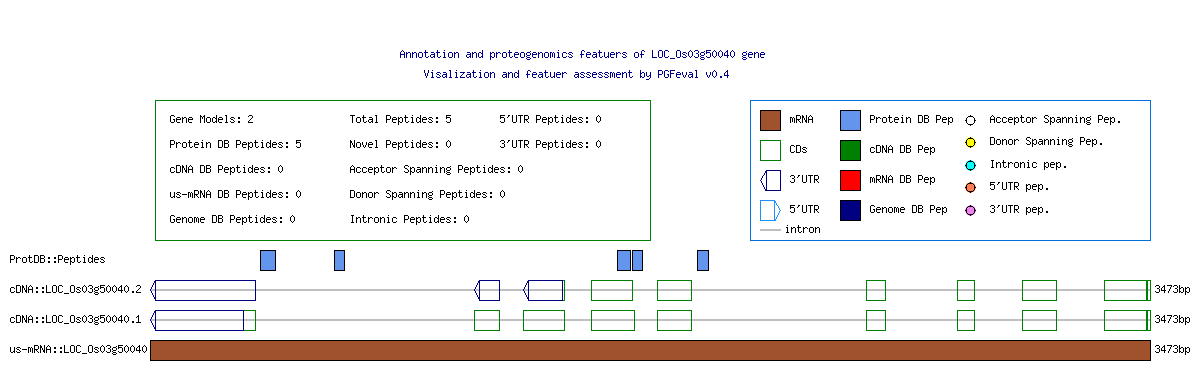 Annotation and proteogenomics featuers of LOC_Os03g50040 gene
Visalization and featuer assessment by PGFeval v0.4
Gene Models: 2 Total Peptides: 5 5'UTR Peptides: 0
Protein DB Peptides: 5 Novel Peptides: 0 3'UTR Peptides: 0
cDNA DB Peptides: 0 Acceptor Spanning Peptides: 0
us-mRNA DB Peptides: 0 Donor Spanning Peptides: 0
Genome DB Peptides: 0 Intronic Peptides: 0
mRNA Protein DB Pep Acceptor Spanning Pep.
CDs cDNA DB Pep Donor Spanning Pep.
3'UTR mRNA DB Pep Intronic pep.
5'UTR Genome DB Pep 5'UTR pep.
intron 3'UTR pep.
ProtDB::Peptides
cDNA::LOC_Os03g50040.2 3473bp
cDNA::LOC_Os03g50040.1 3473bp
us-mRNA::LOC_Os03g50040 3473bp